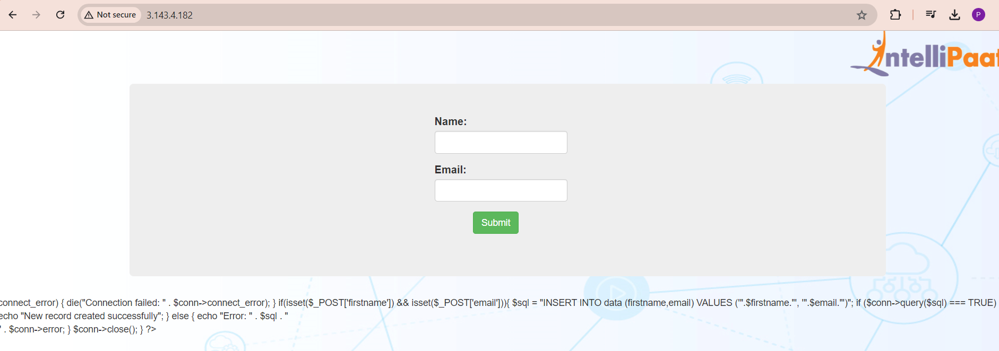 Not secure 3.143.4.182 P
ntelliPaat
Name:
Email:
Submit
connect_error) { die("Connection failed: " . $conn->connect_error); } if(isset($_POST['firstname']) && isset($_POST['email'])){ $sql = "INSERT INTO data (firstname,email) VALUES ('".$firstname."', '".$email."')"; if ($conn->query($sql) === TRUE)
echo "New record created successfully"; } else { echo "Error: " . $sql . "
" . $conn->error; } $conn->close(); } ?>